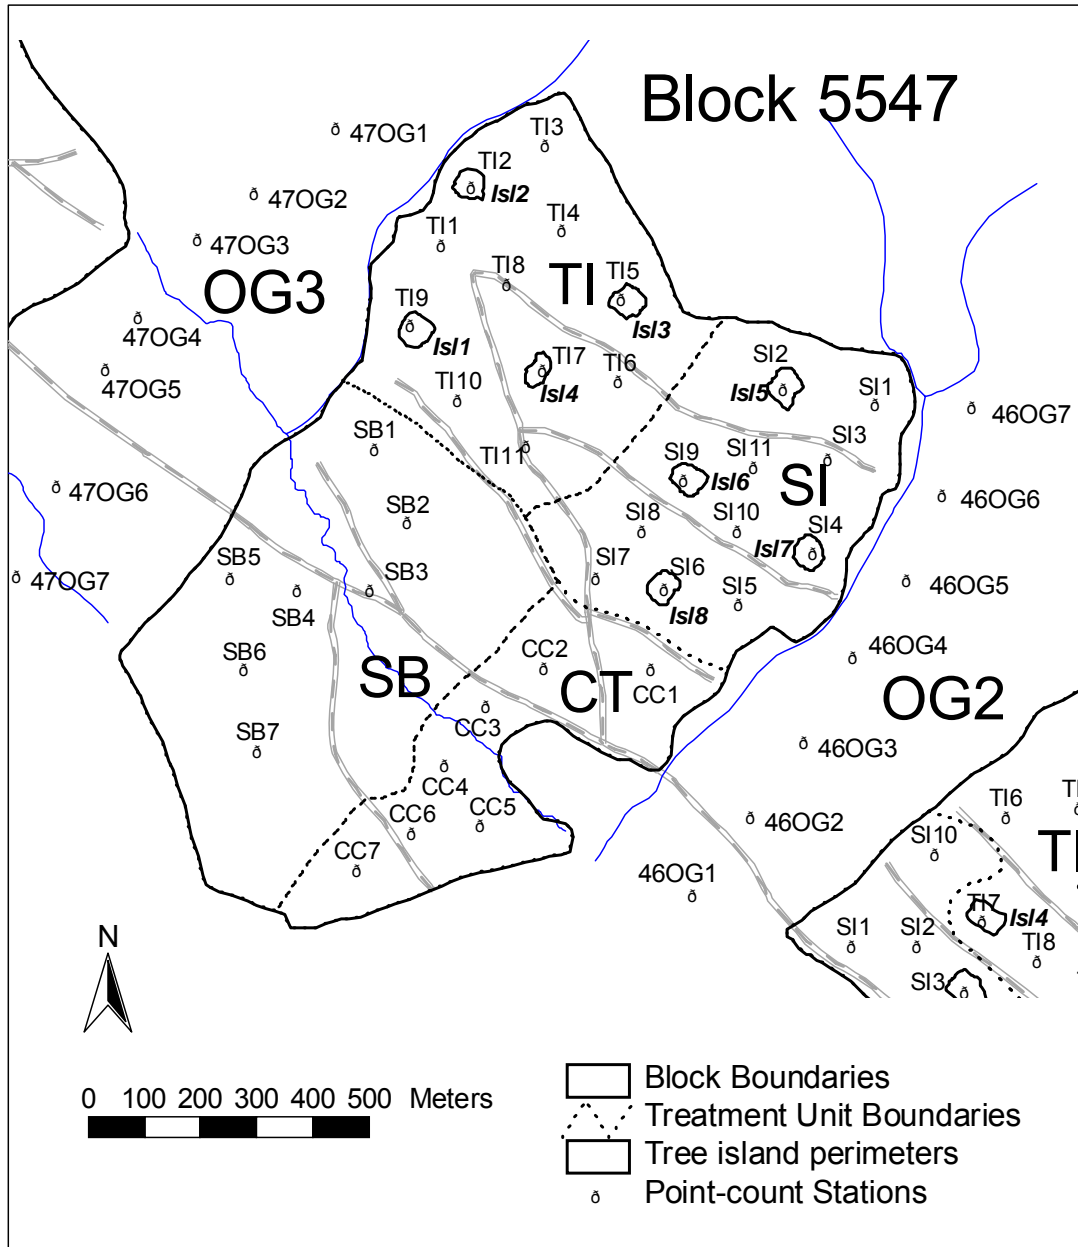 Block 5547
47OG1
TI3
TI2
Isl2
47OG2
TI1
TI4
47OG3
OG3
TI8
TI
TI5
Isl3
47OG4
TI9
Isl1
47OG5
TI7
Isl4
TI6
SI2
Isl5
SI1
46OG7
TI10
SB1
TI11
SI9
Isl6
SI11
SI3
SI
47OG6
SB2
SI8
SI10
SI4
Isl7
46OG6
47OG7
SB5
SB3
SB4
SI7
SI6
Isl8
SI5
46OG5
SB6
SB
CC2
CT
CC1
46OG4
OG2
SB7
CC3
46OG3
CC4
CC6
CC5
46OG2
TI6
CC7
46OG1
SI10
TI7
Isl4
SI1
SI2
TI8
SI3
N
0 100 200 300 400 500 Meters
Block Boundaries
Treatment Unit Boundaries
Tree island perimeters
ð Point-count Stations